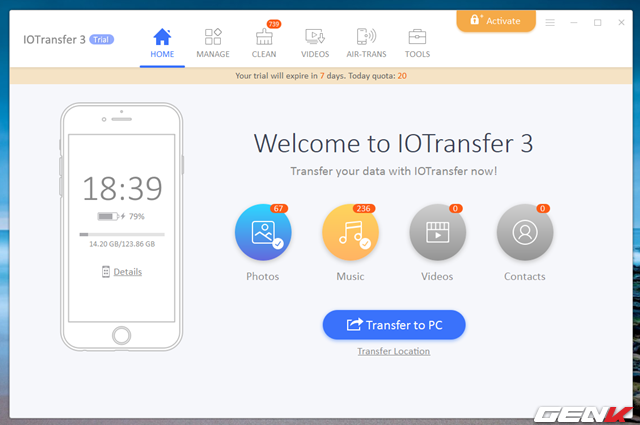 IOTransfer 3 Trial
HOME
MANAGE
739
CLEAN
VIDEOS
AIR-TRANS
TOOLS
Activate
Your trial will expire in 7 days. Today quota: 20
18:39
79%
14.20 GB/123.86 GB
Details
Welcome to IOTransfer 3
Transfer your data with IOTransfer now!
67
236
0
0
Photos
Music
Videos
Contacts
Transfer to PC
Transfer Location
GENK